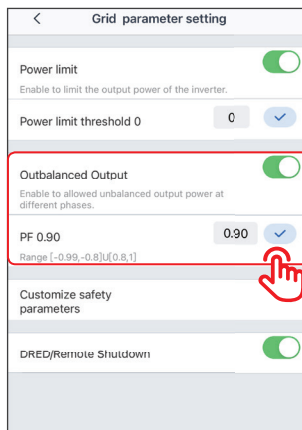 Grid parameter setting
Power limit
Enable to limit the output power of the inverter.
Power limit threshold 0
0
Outbalanced Output
Enable to allowed unbalanced output power at
different phases.
PF 0.90
0.90
Range [-0.99,-0.8]U[0.8,1]
Customize safety
parameters
DRED/Remote Shutdown